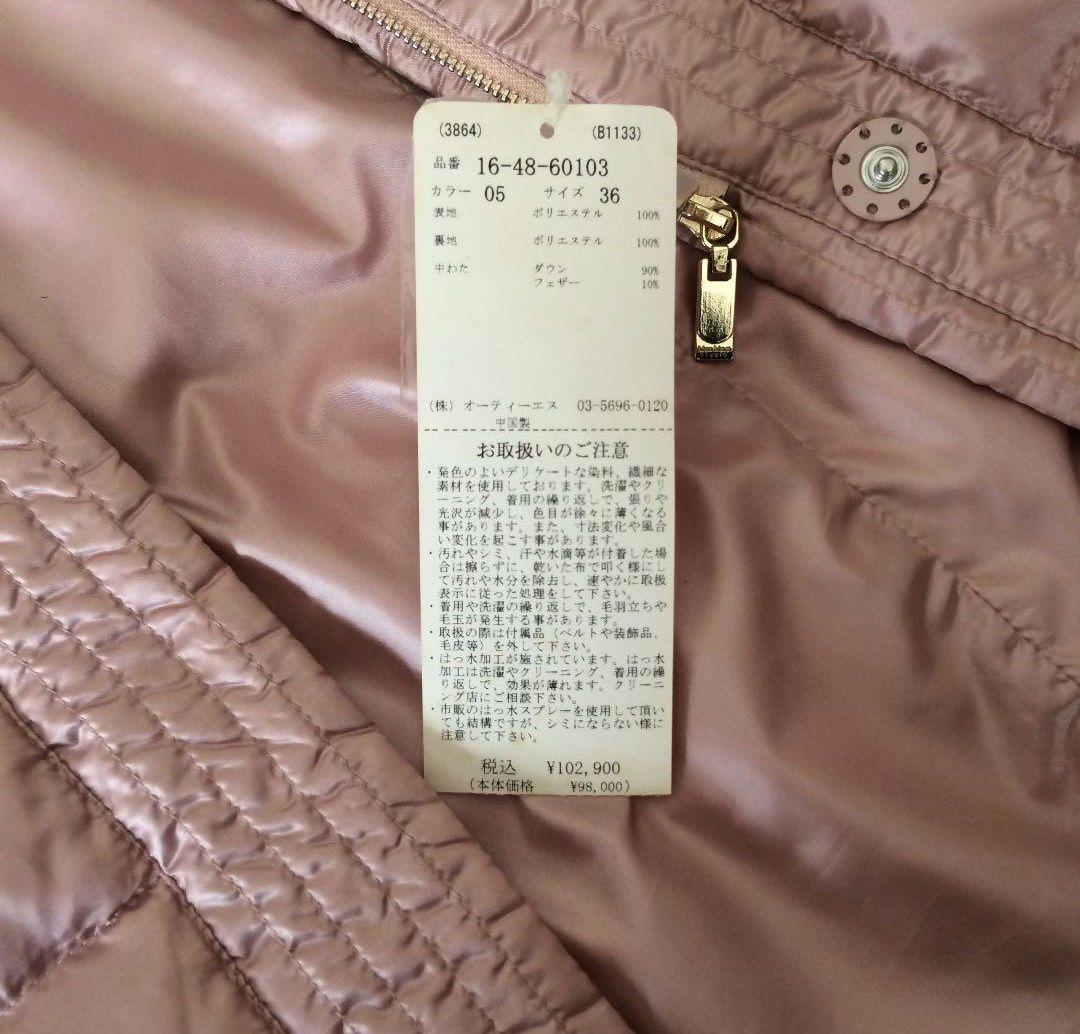 (3864) (B1133)
品番 16-48-60103
カラー 05 サイズ 36
表地 ポリエステル 100%
裏地 ポリエステル 100%
中わた ダウン 90%
フェザー 10%
(株) オーティーエス 03-5696-0120
中国製
お取扱いのご注意
・発色のよいデリケートな染料、繊細な
素材を使用しております。洗濯やクリ
ーニング、着用の繰り返しで、張りや
光沢が減少し、色目が徐々に薄くなる
事があります。また、寸法変化や風合
い変化を起こす事があります。
・汚れやシミ、汗や水滴等が付着した場
合は擦らずに、乾いた布で叩く様にし
て汚れや水分を除去し、速やかに取扱
表示に従った処理をして下さい。
・着用や洗濯の繰り返しで、毛羽立ちや
毛玉が発生する事があります。
・取扱の際は付属品（ベルトや装飾品、
毛皮等）を外して下さい。
・はっ水加工が施されています。はっ水
加工は洗濯やクリーニング、着用の繰
り返しで、効果が薄れます。クリーニ
ング店にご相談下さい。
・市販のはっ水スプレーを使用して頂い
ても結構ですが、シミにならない様に
注意して下さい。
税込 ¥102,900
(本体価格 ¥98,000)